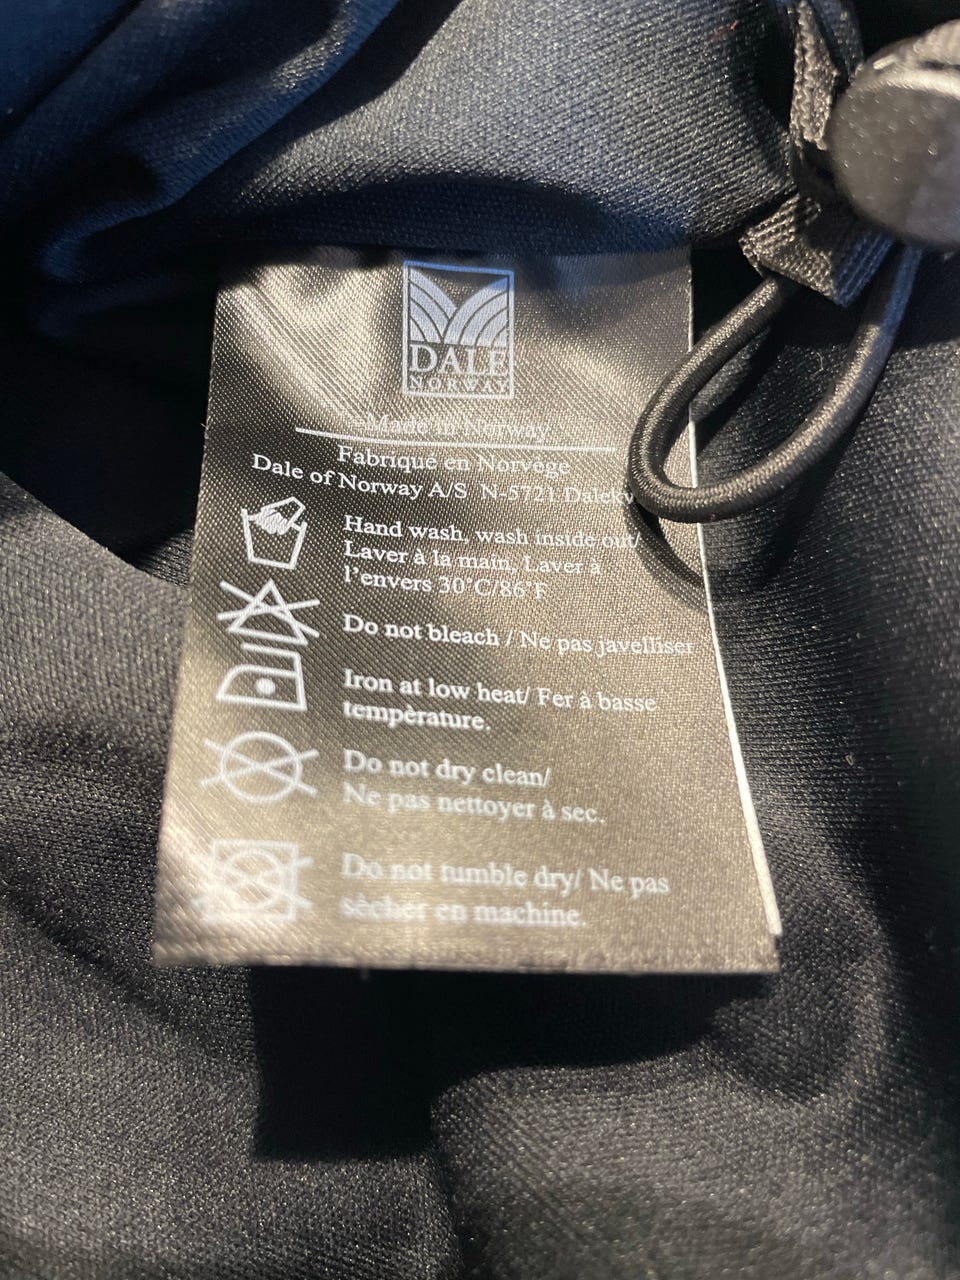 DALE
NORWAY
Made in Norway
Fabriqué en Norvege
Dale of Norway A/S N-5721
Hand wash, wash inside out/
Laver à la main, Laver à
l'envers 30°C/86°F
Do not bleach / Ne pas javelliser
Iron at low heat/ Fer à basse
tempèrature.
Do not dry clean/
Ne pas nettoyer à sec.
Do not tumble dry/ Ne pas
sècher en machine.